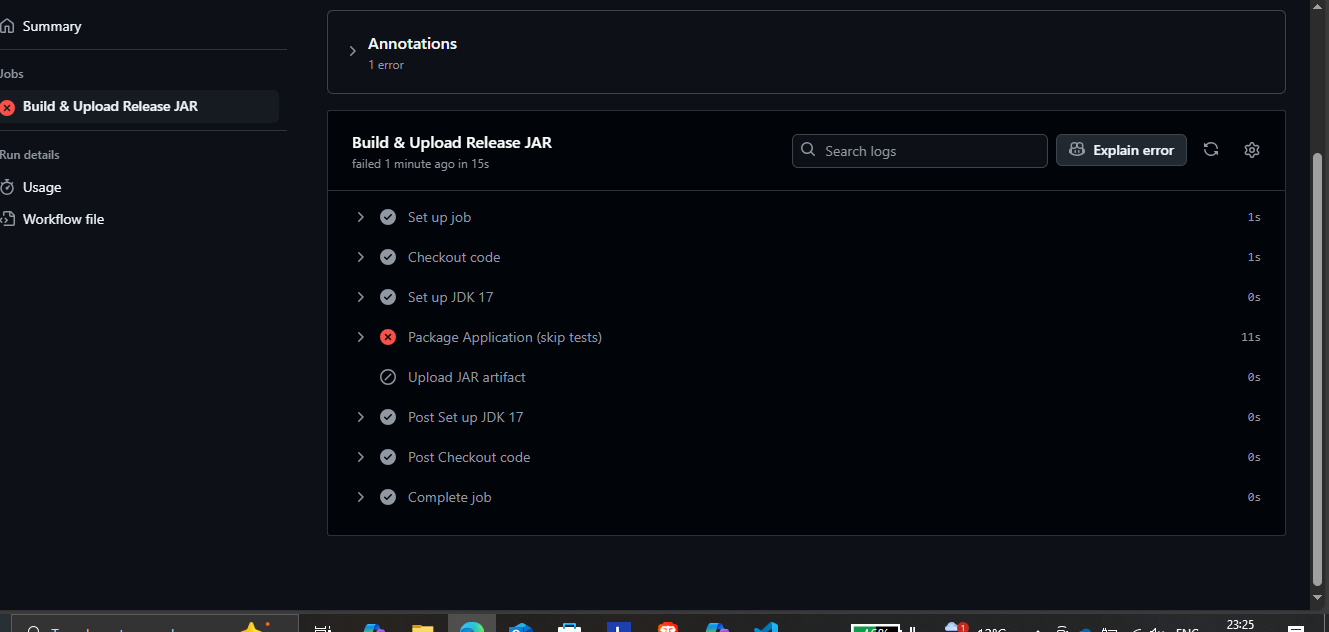 Summary
Jobs
Build & Upload Release JAR
Run details
Usage
Workflow file
Annotations
1 error
Build & Upload Release JAR
failed 1 minute ago in 15s
Search logs
Explain error
Set up job 1s
Checkout code 1s
Set up JDK 17 0s
Package Application (skip tests) 11s
Upload JAR artifact 0s
Post Set up JDK 17 0s
Post Checkout code 0s
Complete job 0s
23:25